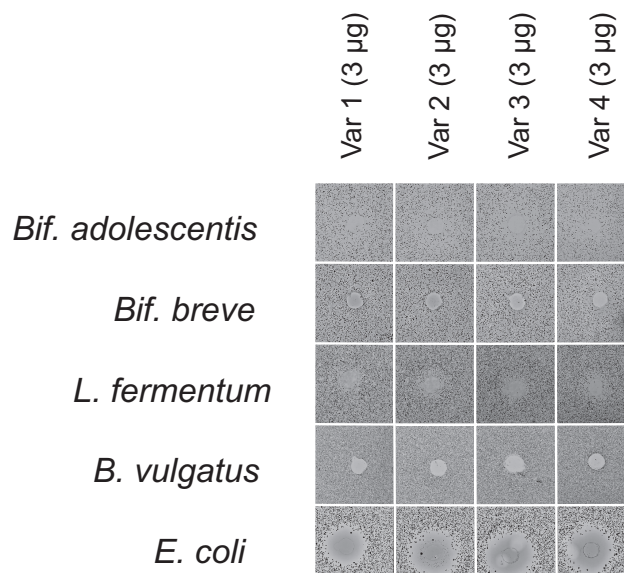 Var 1 (3 µg)
Var 2 (3 µg)
Var 3 (3 µg)
Var 4 (3 µg)
Bif. adolescentis
Bif. breve
L. fermentum
B. vulgatus
E. coli